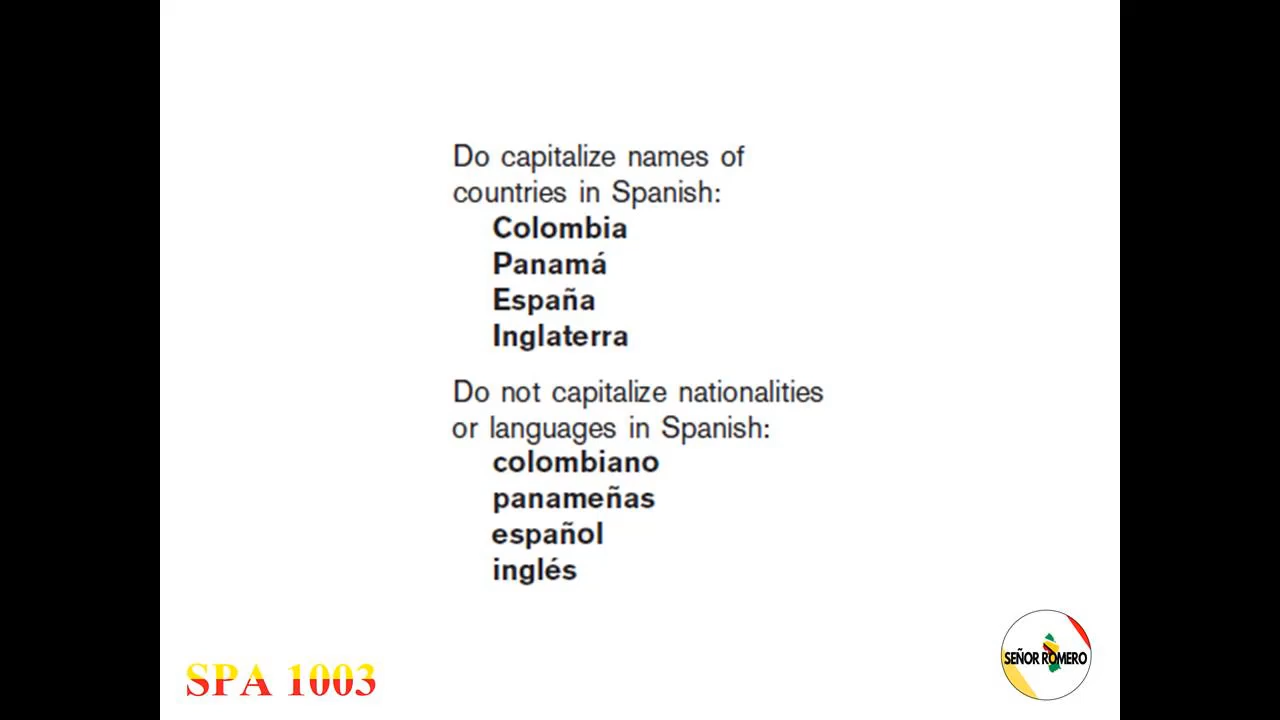 Do capitalize names of
countries in Spanish:
Colombia
Panamá
España
Inglaterra
Do not capitalize nationalities
or languages in Spanish:
colombiano
panameñas
español
inglés
SPA 1003
SEÑOR ROMERO